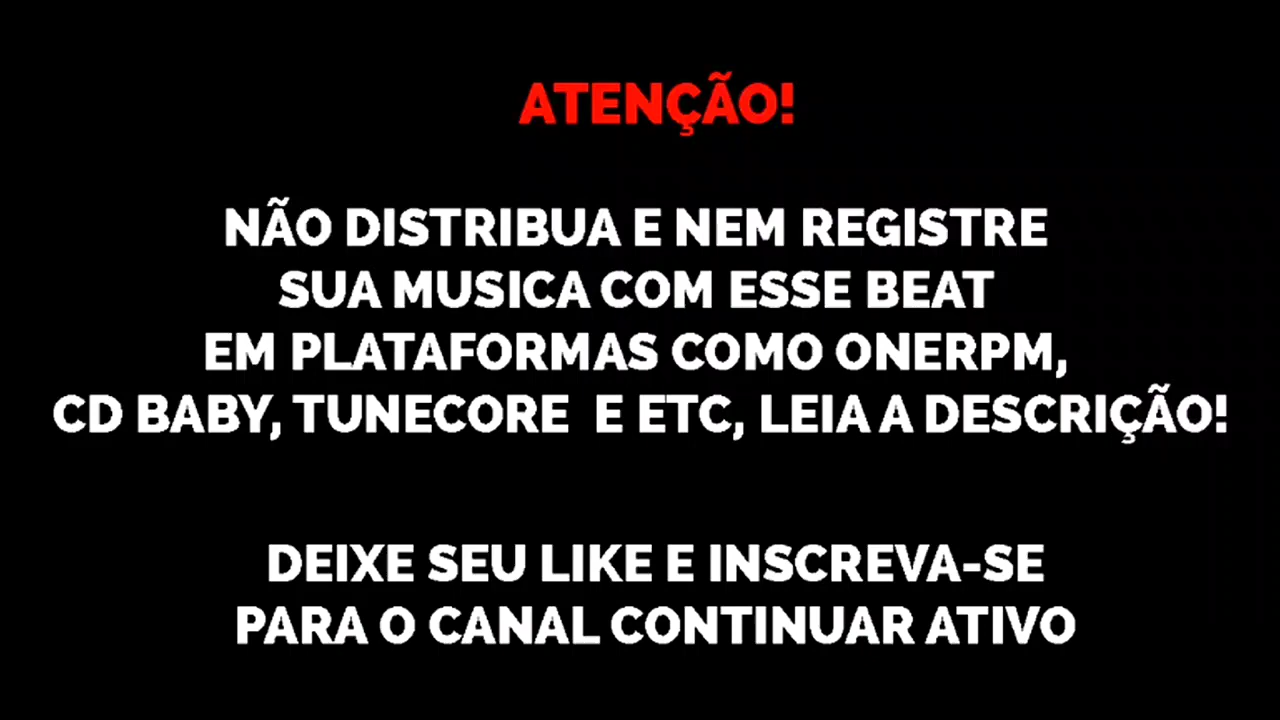 ATENÇÃO!
NÃO DISTRIBUA E NEM REGISTRE
SUA MUSICA COM ESSE BEAT
EM PLATAFORMAS COMO ONERPM,
CD BABY, TUNECORE  E ETC, LEIA A DESCRIÇÃO!
DEIXE SEU LIKE E INSCREVA-SE
PARA O CANAL CONTINUAR ATIVO